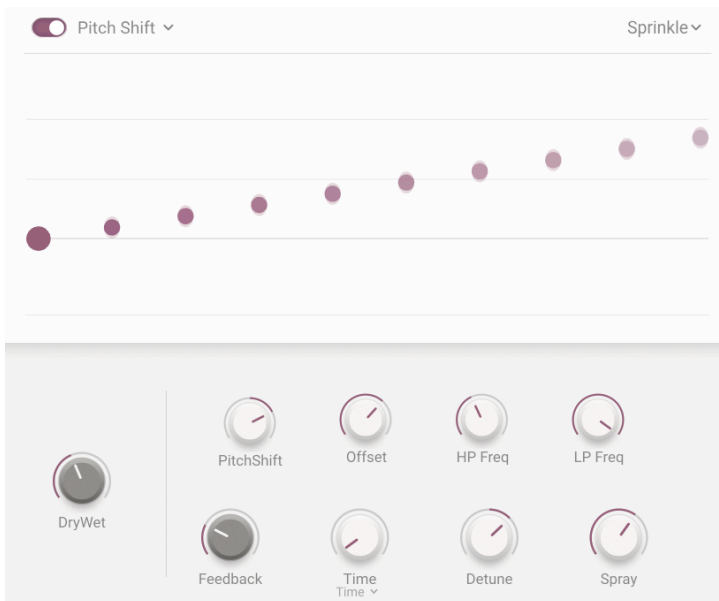 Pitch Shift
Sprinkle
PitchShift
Offset
HP Freq
LP Freq
DryWet
Feedback
Time
Time
Detune
Spray